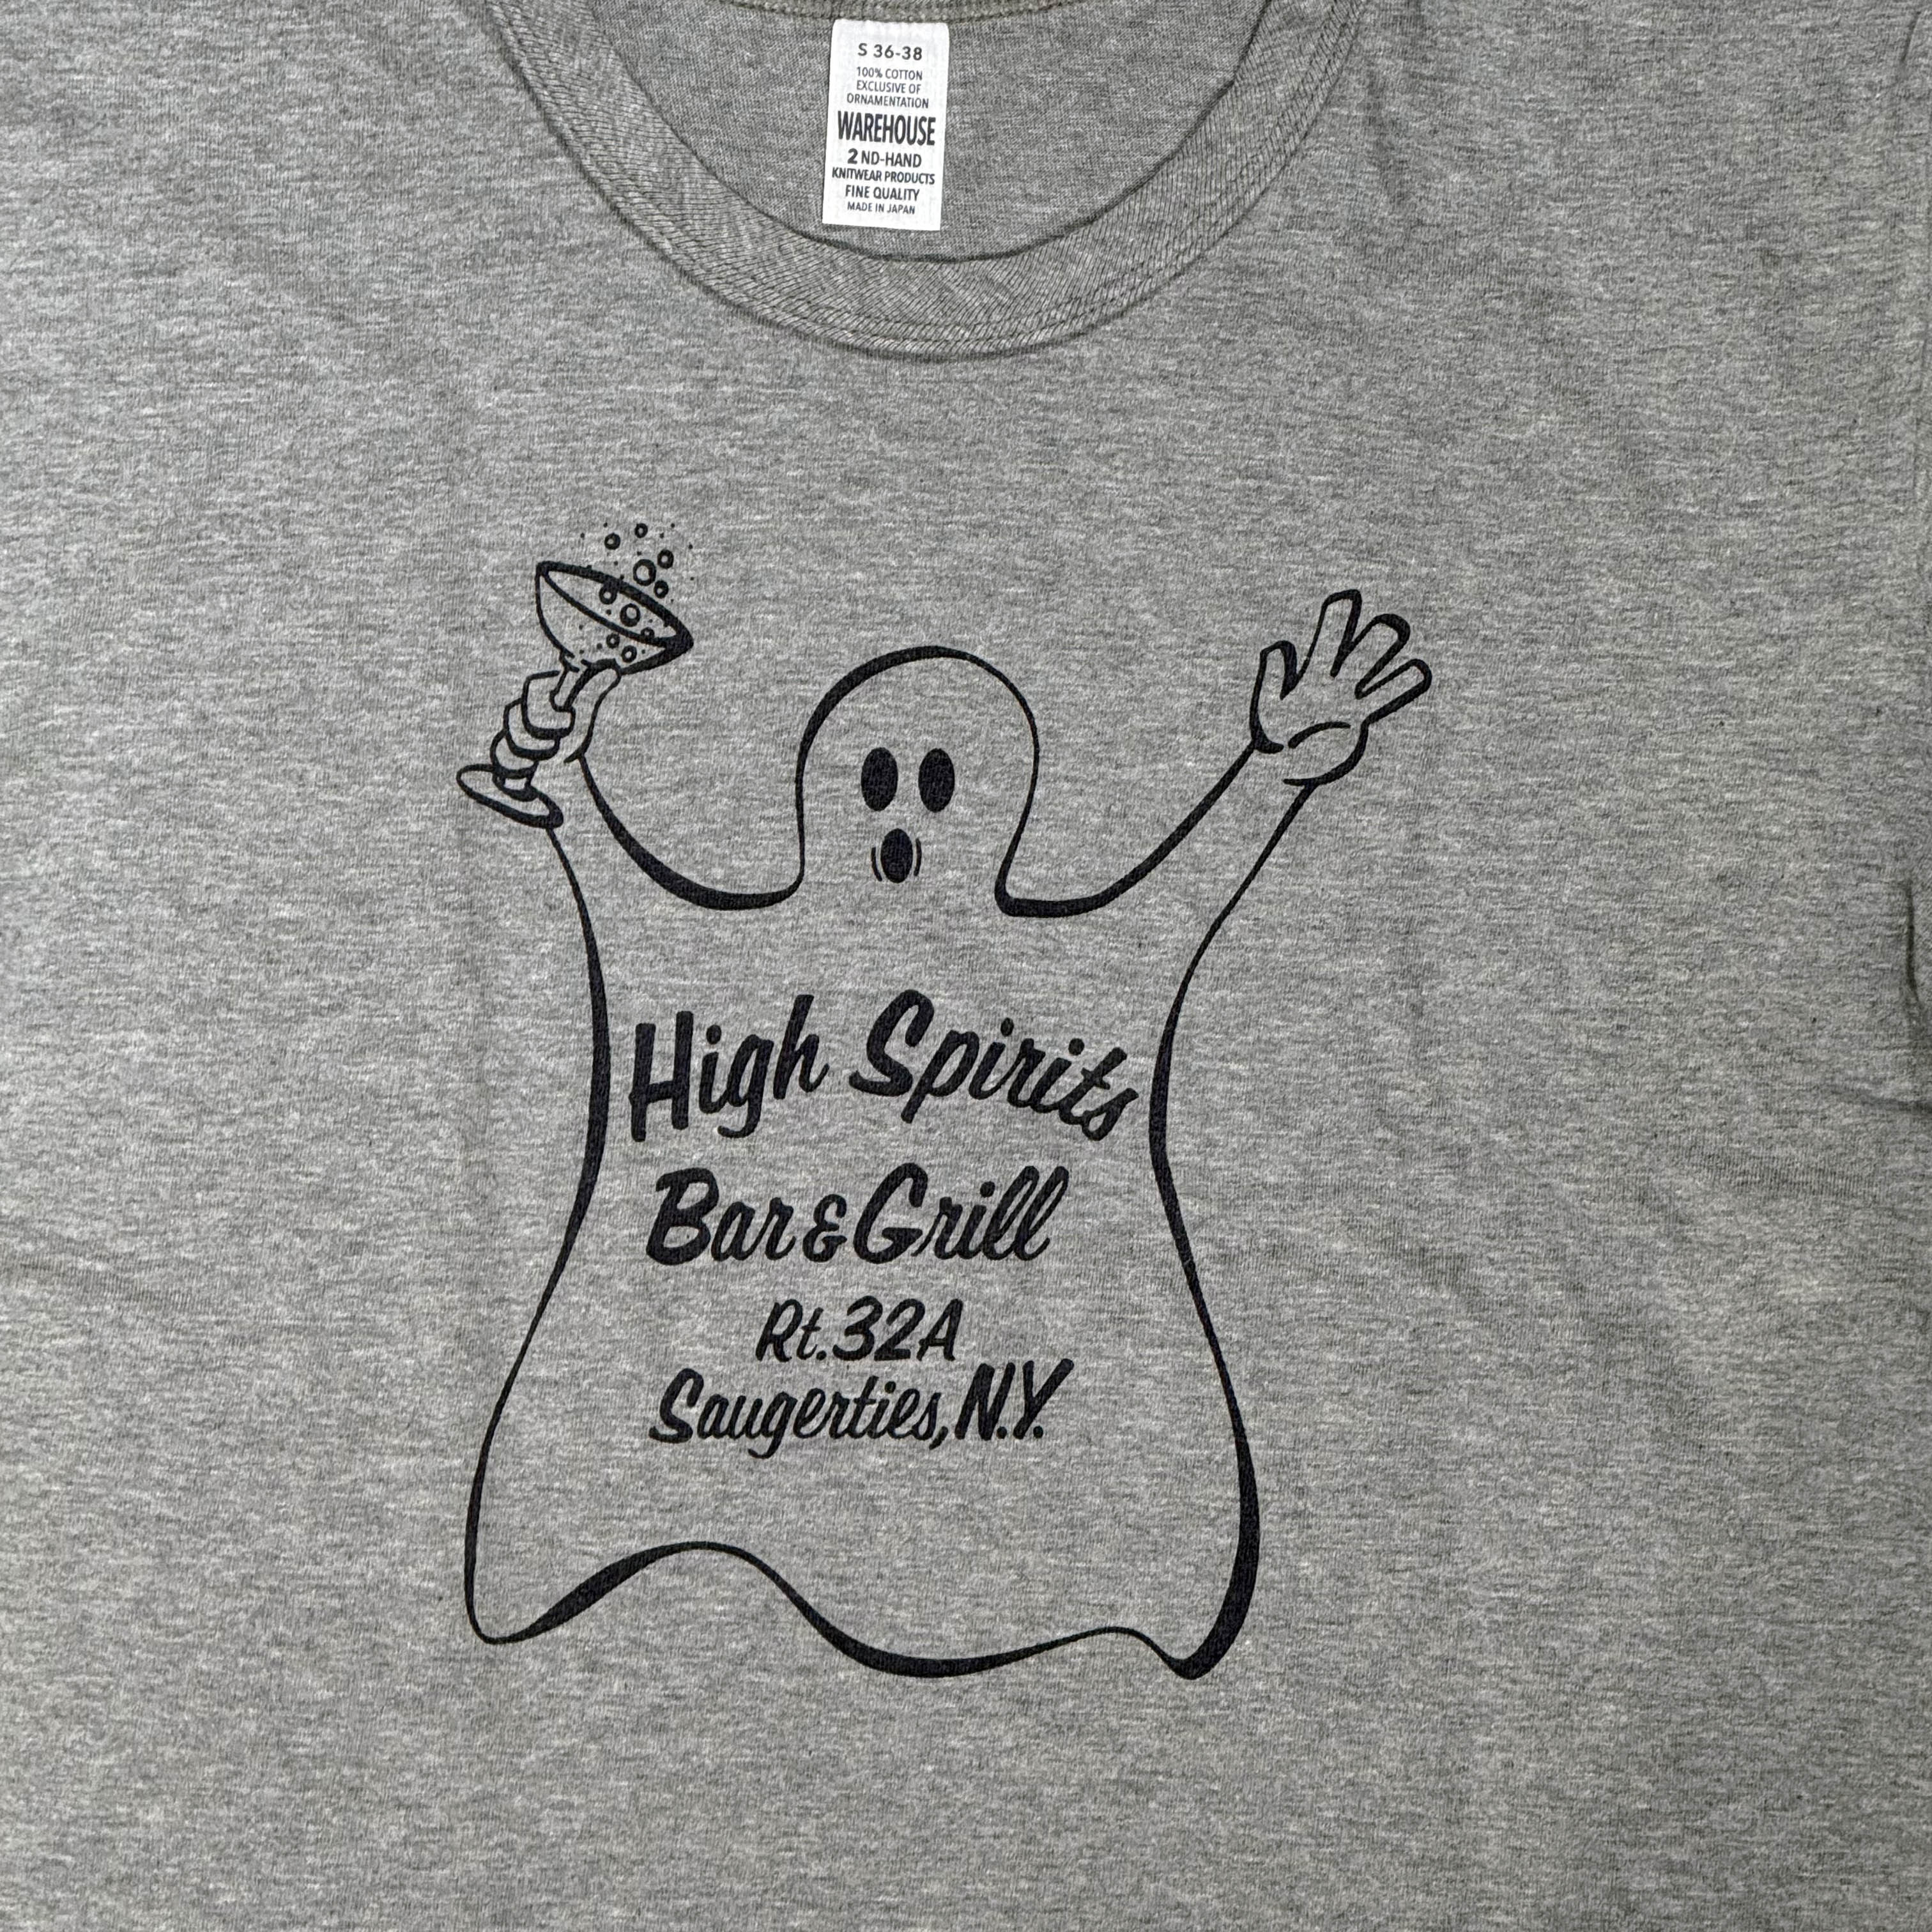 S 36-38
100% COTTON
EXCLUSIVE OF
ORNAMENTATION
WAREHOUSE
2ND-HAND
KNITWEAR PRODUCTS
FINE QUALITY
MADE IN JAPAN
High Spirits
Bar & Grill
Rt. 32A
Saugerties, N.Y.